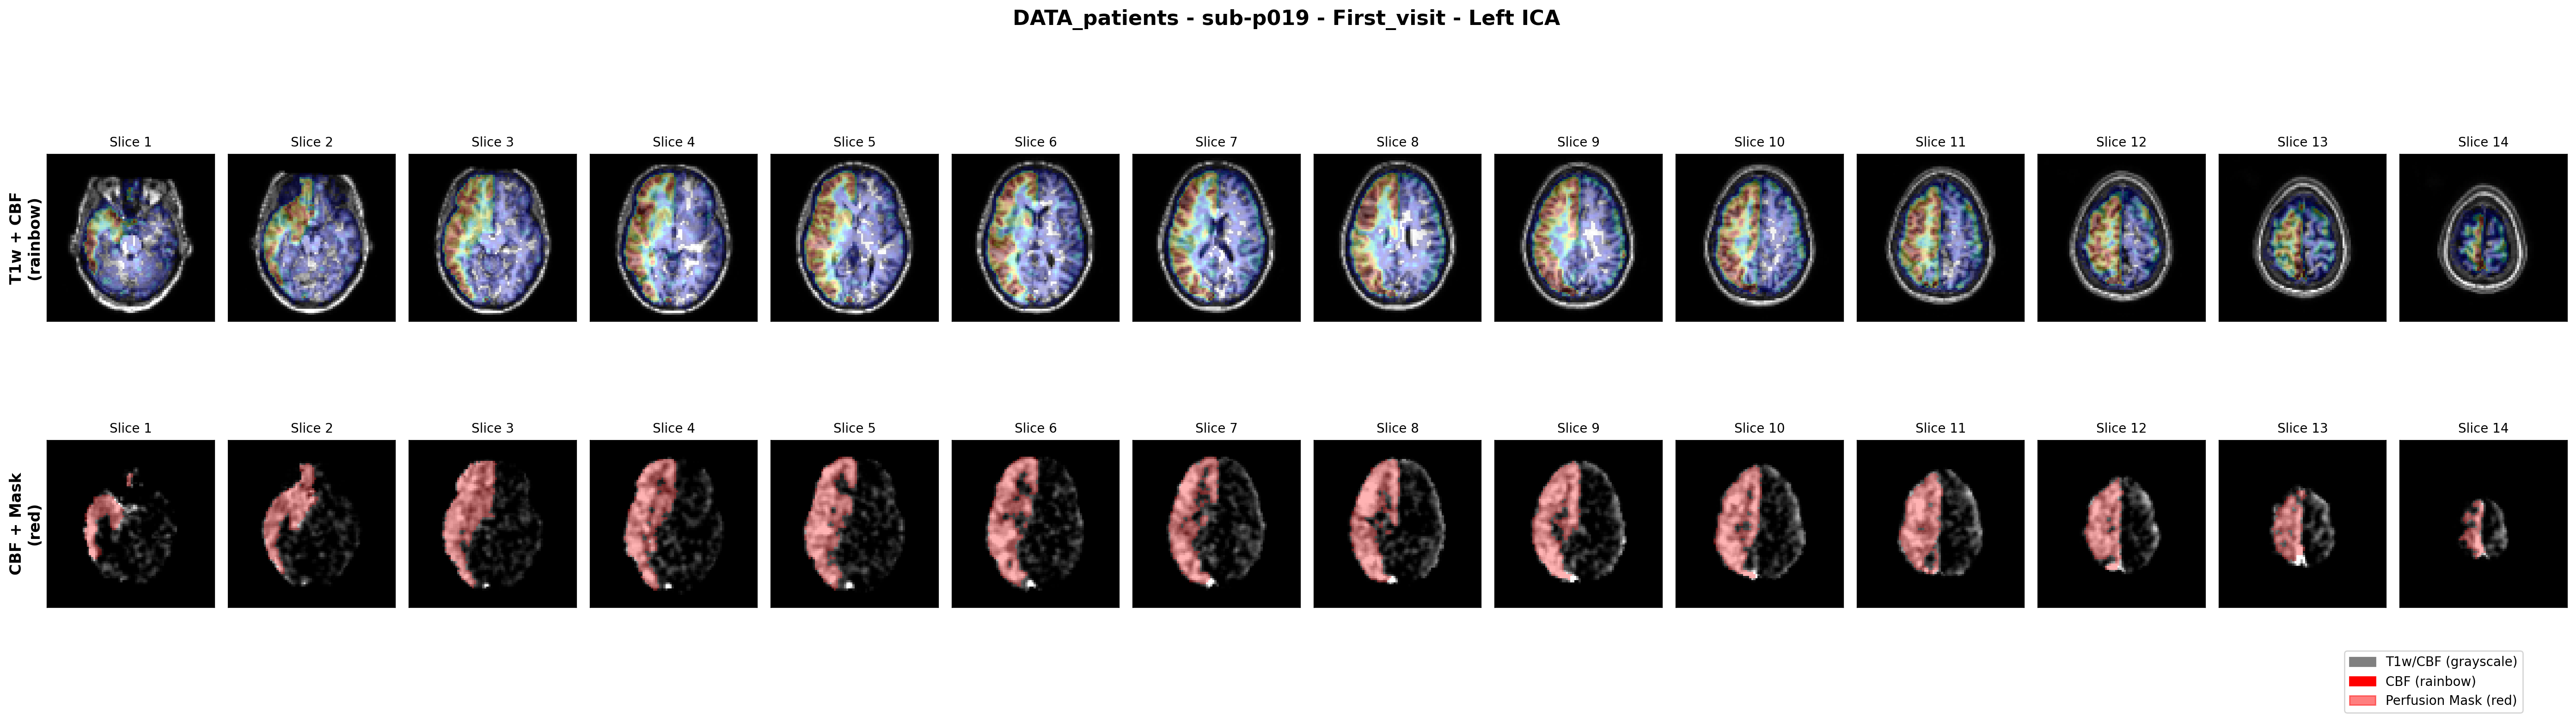 DATA_patients - sub-p019 - First_visit - Left ICA
T1w + CBF
(rainbow)
Slice 1
Slice 2
Slice 3
Slice 4
Slice 5
Slice 6
Slice 7
Slice 8
Slice 9
Slice 10
Slice 11
Slice 12
Slice 13
Slice 14
CBF + Mask
(red)
Slice 1
Slice 2
Slice 3
Slice 4
Slice 5
Slice 6
Slice 7
Slice 8
Slice 9
Slice 10
Slice 11
Slice 12
Slice 13
Slice 14
T1w/CBF (grayscale)
CBF (rainbow)
Perfusion Mask (red)